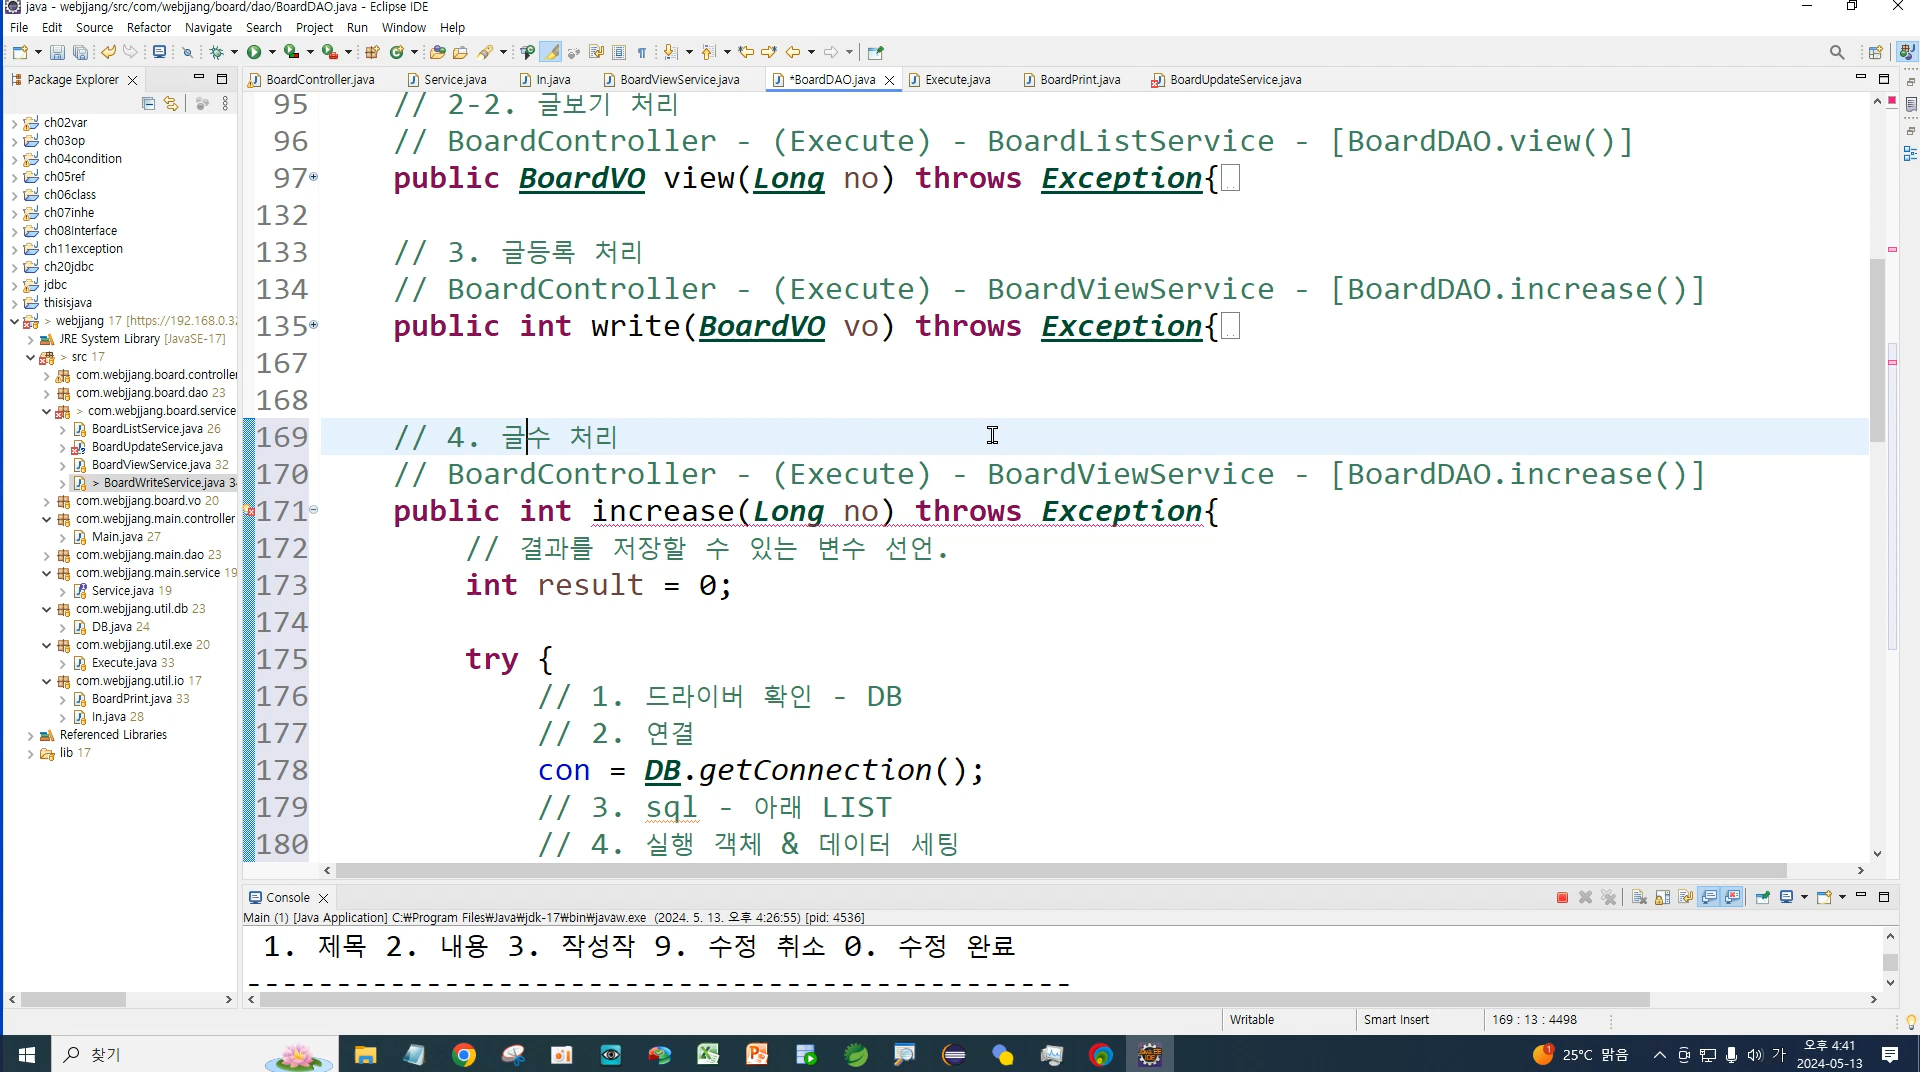 java - webjjang/src/com/webjjang/board/dao/BoardDAO.java - Eclipse IDE
File Edit Source Refactor Navigate Search Project Run Window Help
Package Explorer
BoardController.java Service.java In.java BoardViewService.java *BoardDAO.java Execute.java BoardPrint.java BoardUpdateService.java
ch02var
ch03op
ch04condition
ch05ref
ch06class
ch07inhe
ch08Interface
ch11exception
ch20jdbc
jdbc
thisisjava
> webjjang 17 [https://192.168.0.32
JRE System Library [JavaSE-17]
> src 17
com.webjjang.board.controller
com.webjjang.board.dao 23
> com.webjjang.board.service
BoardListService.java 26
BoardUpdateService.java
BoardViewService.java 32
> BoardWriteService.java 3
com.webjjang.board.vo 20
com.webjjang.main.controller
Main.java 27
com.webjjang.main.dao 23
com.webjjang.main.service 19
Service.java 19
com.webjjang.util.db 23
DB.java 24
com.webjjang.util.exe 20
Execute.java 33
com.webjjang.util.io 17
BoardPrint.java 33
In.java 28
Referenced Libraries
lib 17
95 // 2-2. 글보기 처리
96 // BoardController - (Execute) - BoardListService - [BoardDAO.view()]
97 public BoardVO view(Long no) throws Exception{
132
133 // 3. 글등록 처리
134 // BoardController - (Execute) - BoardViewService - [BoardDAO.increase()]
135 public int write(BoardVO vo) throws Exception{
167
168
169 // 4. 글수 처리
170 // BoardController - (Execute) - BoardViewService - [BoardDAO.increase()]
171 public int increase(Long no) throws Exception{
172 // 결과를 저장할 수 있는 변수 선언.
173 int result = 0;
174
175 try {
176 // 1. 드라이버 확인 - DB
177 // 2. 연결
178 con = DB.getConnection();
179 // 3. sql - 아래 LIST
180 // 4. 실행 객체 & 데이터 세팅
Console
Main (1) [Java Application] C:₩Program Files₩Java₩jdk-17₩bin₩javaw.exe (2024. 5. 13. 오후 4:26:55) [pid: 4536]
1. 제목 2. 내용 3. 작성작 9. 수정 취소 0. 수정 완료
----------------------------------------------
Writable Smart Insert 169 : 13 : 4498
찾기
25°C 맑음
가
오후 4:41
2024-05-13